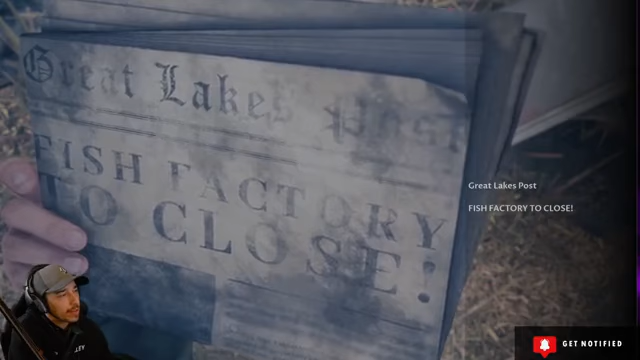 Great Lakes Post
FISH FACTORY
TO CLOSE!
Great Lakes Post
FISH FACTORY TO CLOSE!
GET NOTIFIED